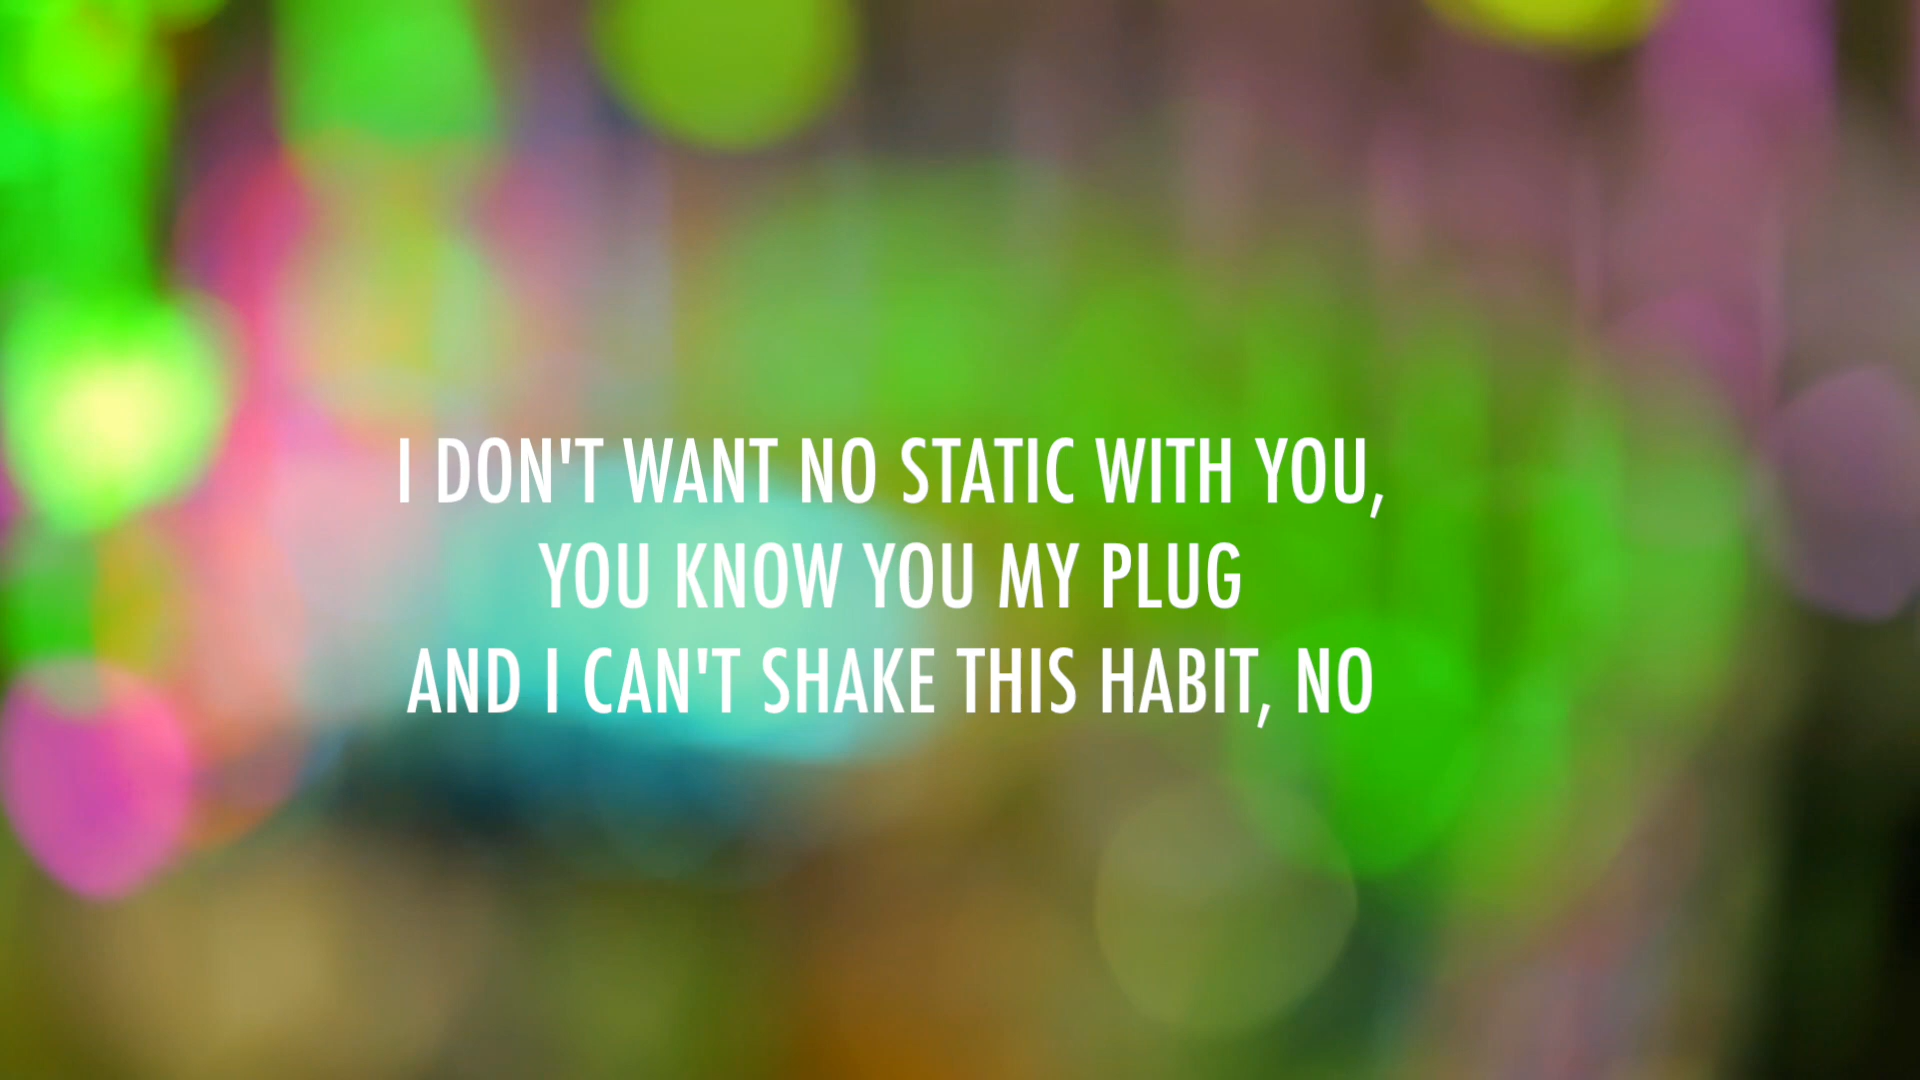 I DON'T WANT NO STATIC WITH YOU,
YOU KNOW YOU MY PLUG
AND I CAN'T SHAKE THIS HABIT, NO